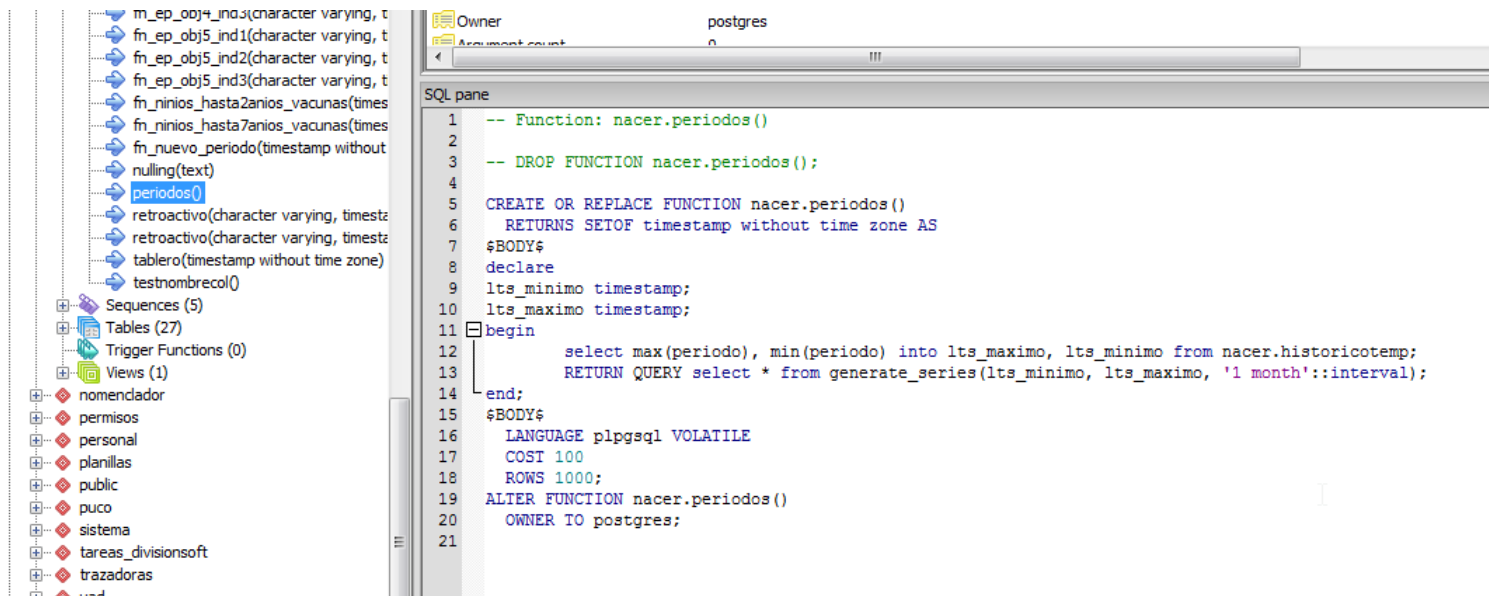 fn_ep_obj4_ind3(character varying, t
fn_ep_obj5_ind1(character varying, t
fn_ep_obj5_ind2(character varying, t
fn_ep_obj5_ind3(character varying, t
fn_ninios_hasta2anios_vacunas(times
fn_ninios_hasta7anios_vacunas(times
fn_nuevo_periodo(timestamp without
nulling(text)
periodos()
retroactivo(character varying, timesta
retroactivo(character varying, timesta
tablero(timestamp without time zone)
testnombrecol()
Sequences (5)
Tables (27)
Trigger Functions (0)
Views (1)
nomenclador
permisos
personal
planillas
public
puco
sistema
tareas_divisionsoft
trazadoras
Owner postgres
Argument count 0
SQL pane
1 -- Function: nacer.periodos()
2
3 -- DROP FUNCTION nacer.periodos();
4
5 CREATE OR REPLACE FUNCTION nacer.periodos()
6 RETURNS SETOF timestamp without time zone AS
7 $BODY$
8 declare
9 lts_minimo timestamp;
10 lts_maximo timestamp;
11 begin
12 select max(periodo), min(periodo) into lts_maximo, lts_minimo from nacer.historicotemp;
13 RETURN QUERY select * from generate_series(lts_minimo, lts_maximo, '1 month'::interval);
14 end;
15 $BODY$
16 LANGUAGE plpgsql VOLATILE
17 COST 100
18 ROWS 1000;
19 ALTER FUNCTION nacer.periodos()
20 OWNER TO postgres;
21